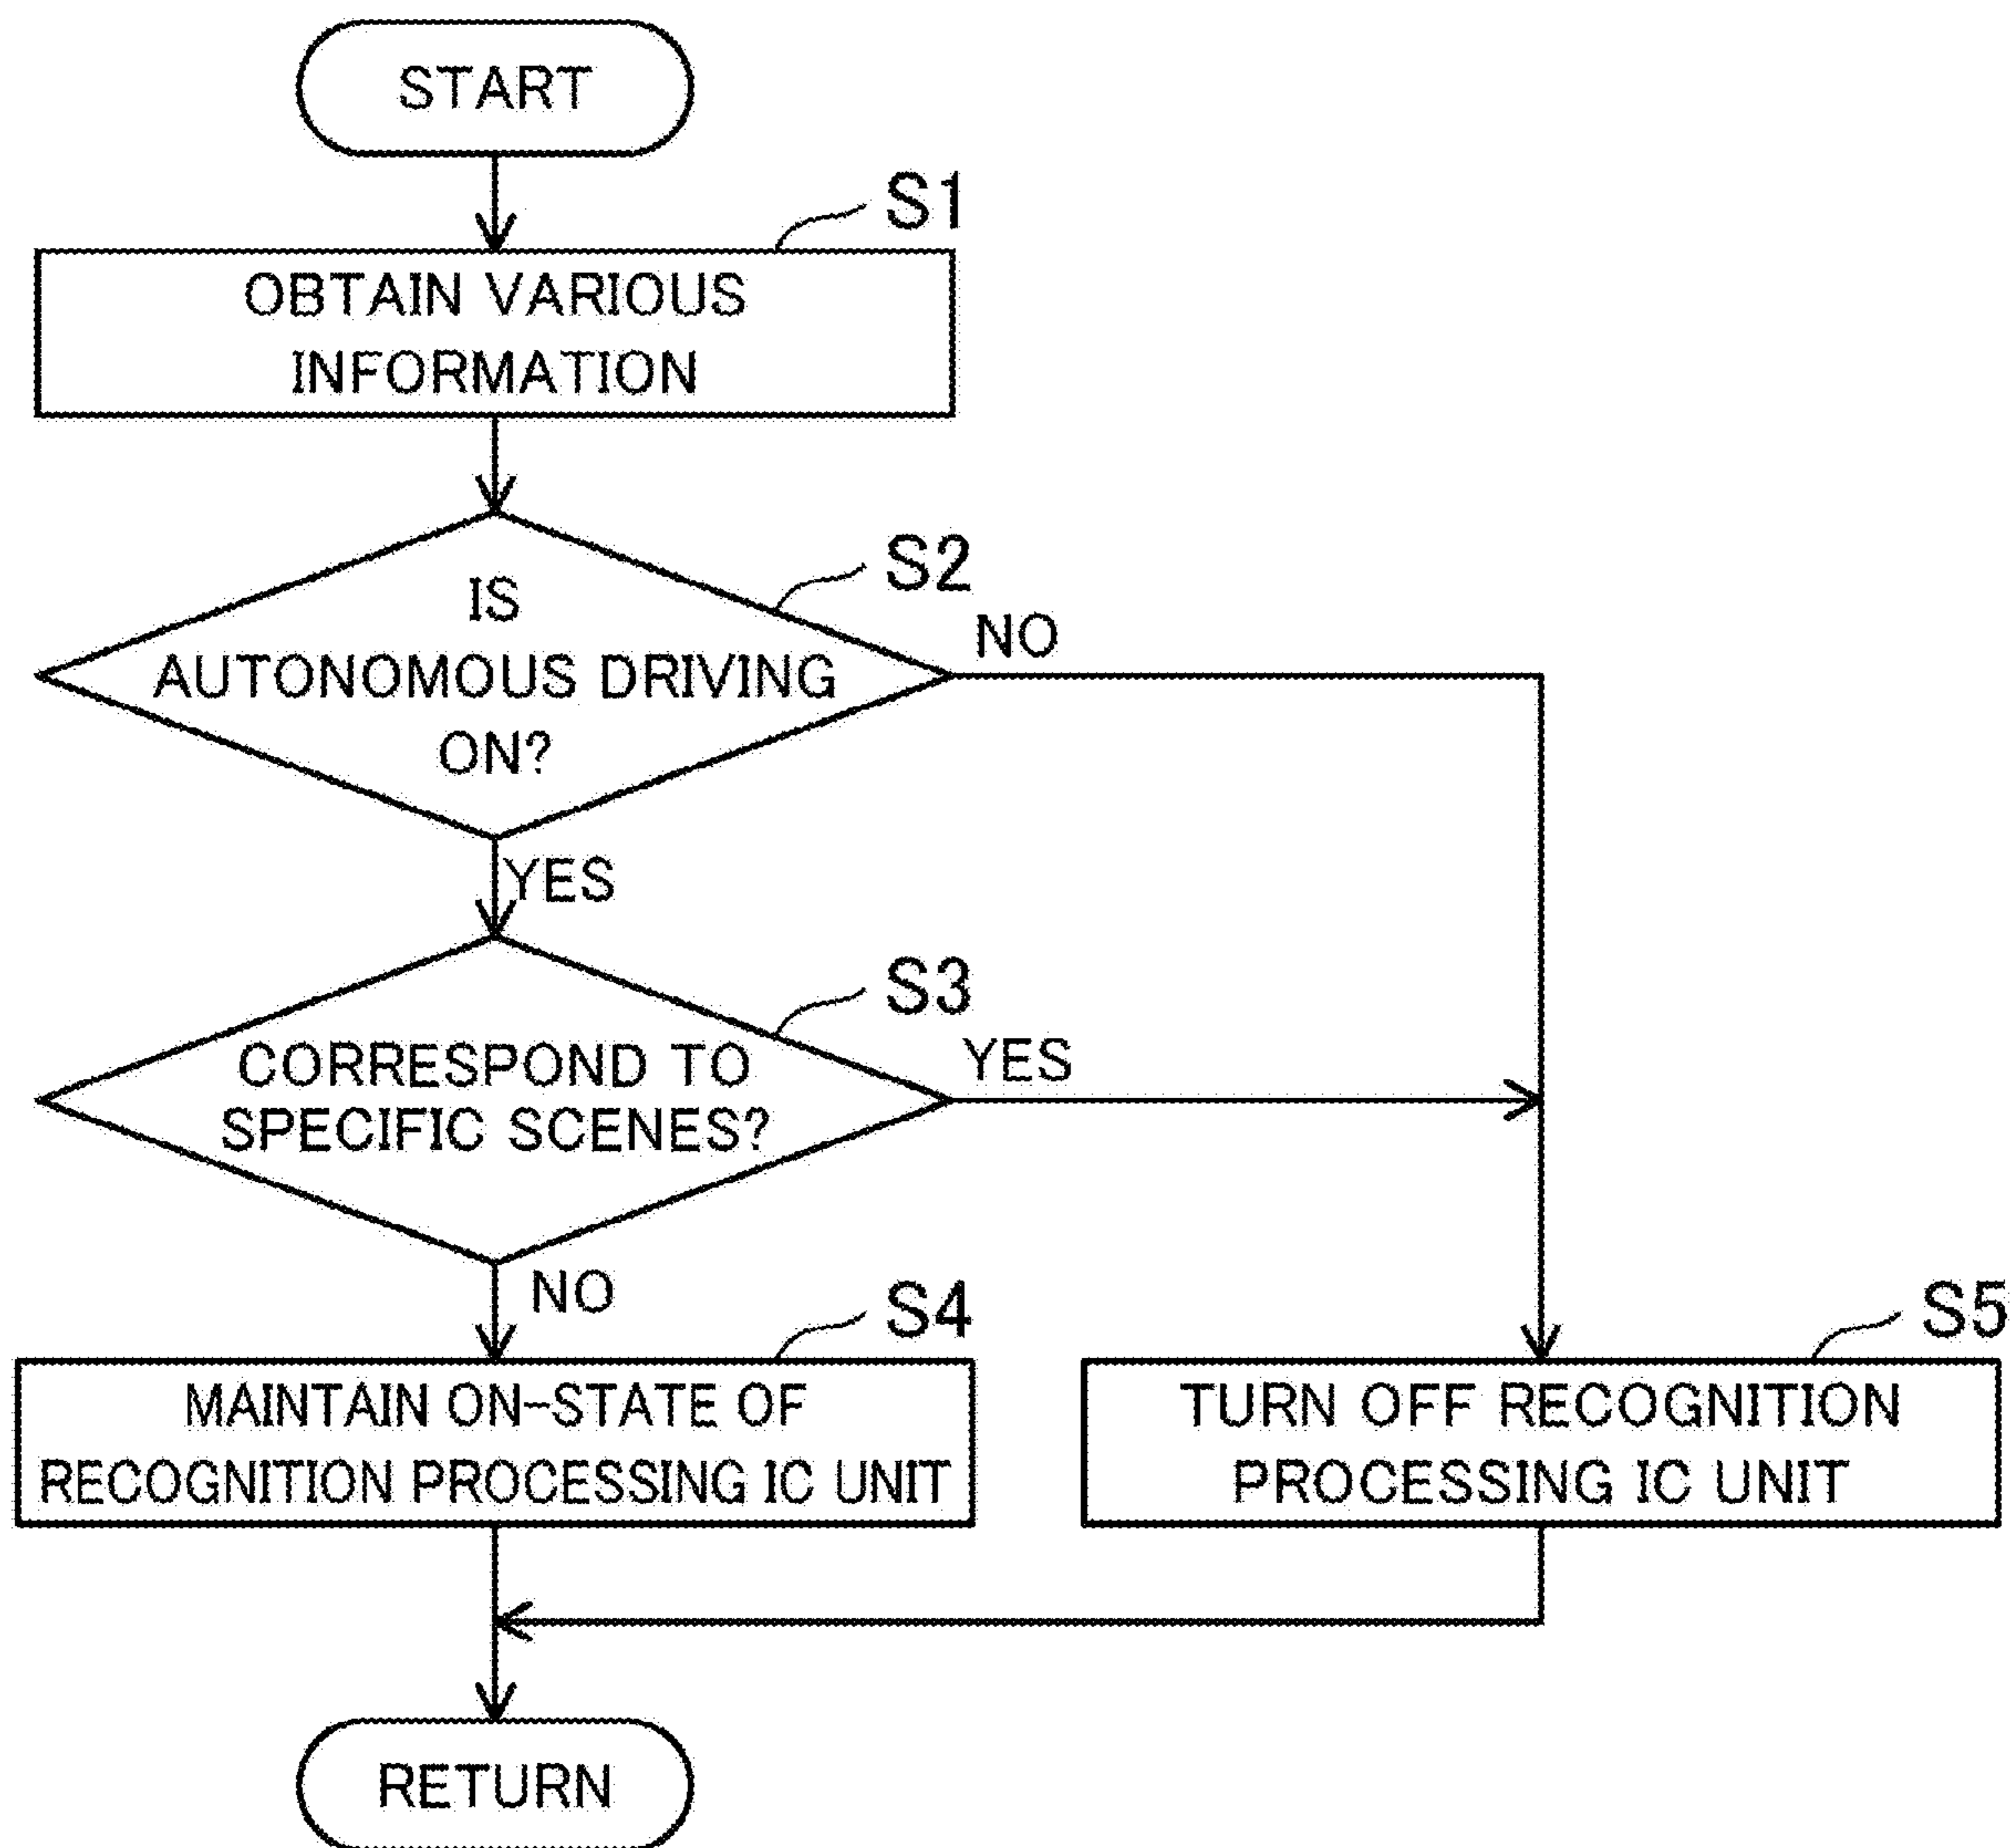 START
S1
OBTAIN VARIOUS
INFORMATION
S2
IS
AUTONOMOUS DRIVING
ON?
NO
YES
S3
CORRESPOND TO
SPECIFIC SCENES?
YES
NO
S4
MAINTAIN ON-STATE OF
RECOGNITION PROCESSING IC UNIT
S5
TURN OFF RECOGNITION
PROCESSING IC UNIT
RETURN